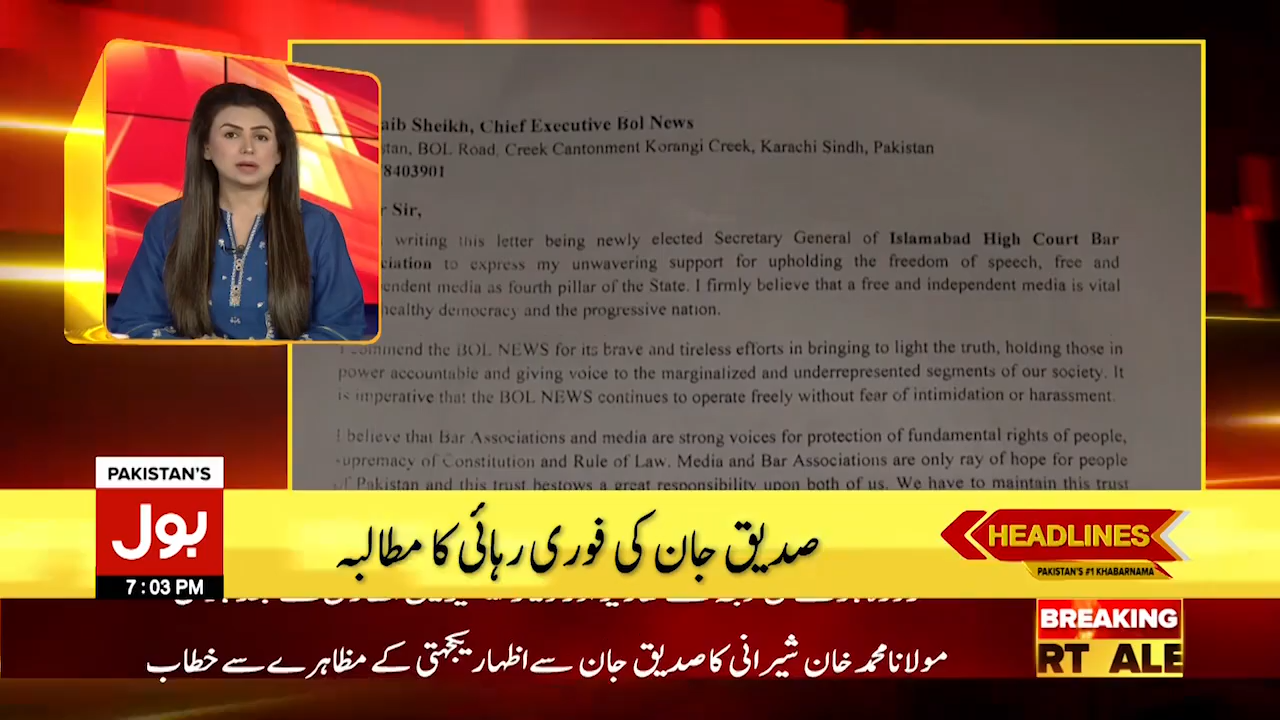 aib Sheikh, Chief Executive Bol News
stan, BOL Road, Creek Cantonment Korangi Creek, Karachi Sindh, Pakistan
8403901
r Sir,
writing this letter being newly elected Secretary General of Islamabad High Court Bar
ciation to express my unwavering support for upholding the freedom of speech, free and
pendent media as fourth pillar of the State. I firmly believe that a free and independent media is vital
healthy democracy and the progressive nation.
I commend the BOL NEWS for its brave and tireless efforts in bringing to light the truth, holding those in
power accountable and giving voice to the marginalized and underrepresented segments of our society. It
is imperative that the BOL NEWS continues to operate freely without fear of intimidation or harassment.
I believe that Bar Associations and media are strong voices for protection of fundamental rights of people,
supremacy of Constitution and Rule of Law. Media and Bar Associations are only ray of hope for people
of Pakistan and this trust bestows a great responsibility upon both of us. We have to maintain this trust
PAKISTAN'S
بول
7:03 PM
صدیق جان کی فوری رہائی کا مطالبہ
HEADLINES
PAKISTAN'S #1 KHABARNAMA
BREAKING
RT ALE
مولانا محمد خان شیرانی کا صدیق جان سے اظہار یکجہتی کے مظاہرے سے خطاب